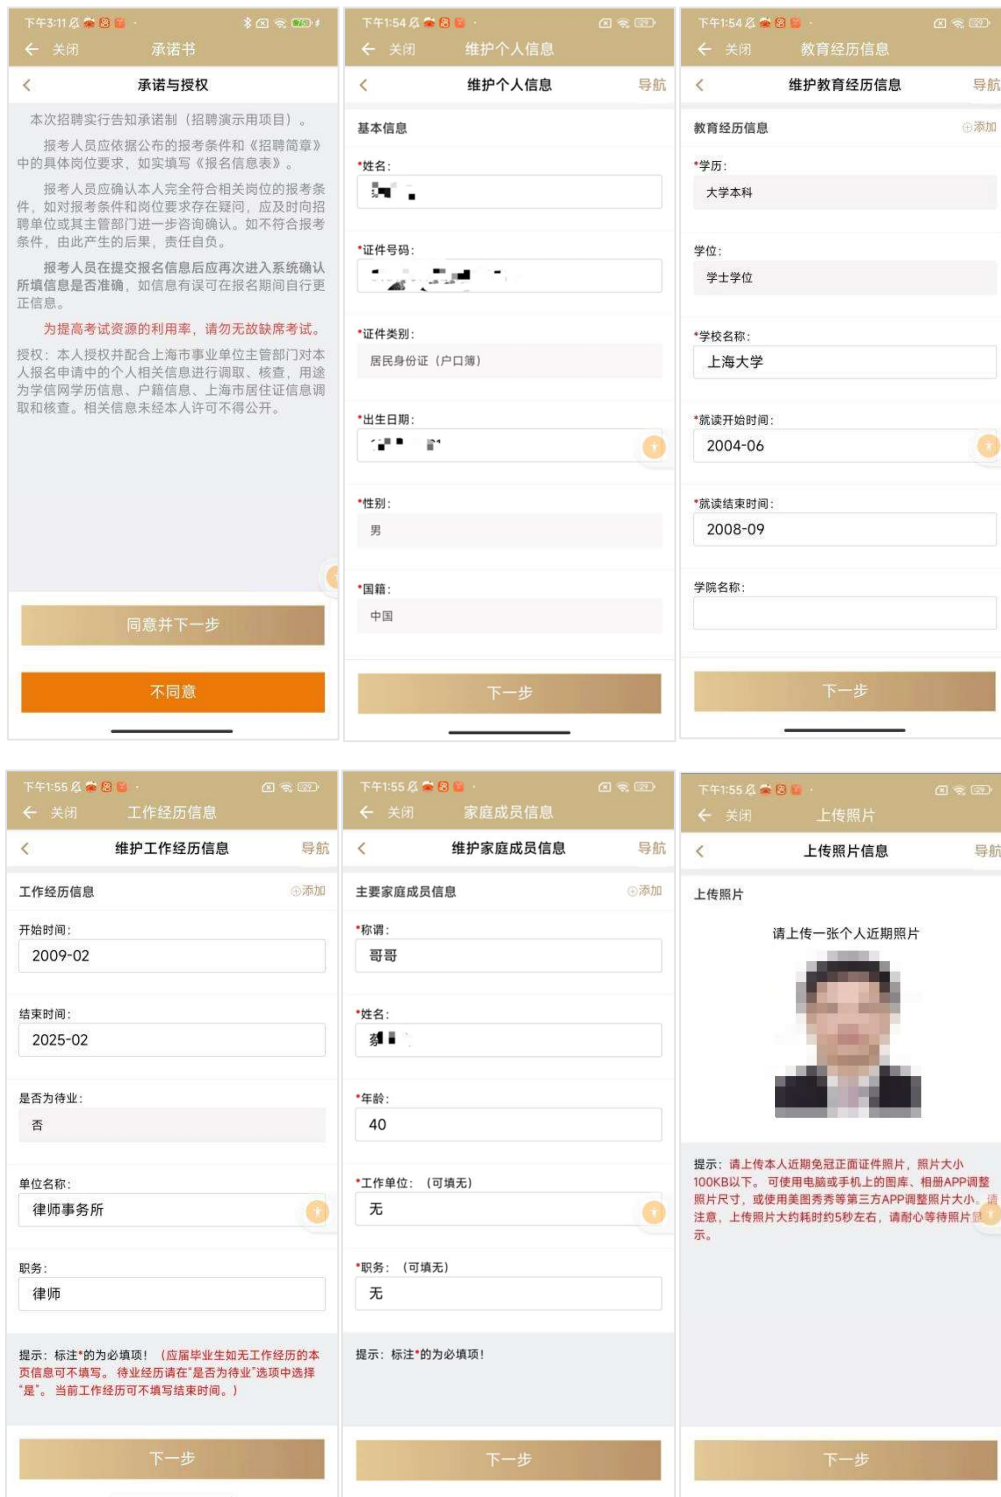 下午3:11
关闭
承诺书
承诺与授权
本次招聘实行告知承诺制（招聘演示用项目）。
报考人员应依据公布的报考条件和《招聘简章》
中的具体岗位要求，如实填写《报名信息表》。
报考人员应确认本人完全符合相关岗位的报考条
件，如对报考条件和岗位要求存在疑问，应及时向招
聘单位或其主管部门进一步咨询确认。如不符合报考
条件，由此产生的后果，责任自负。
报考人员在提交报名信息后应再次进入系统确认
所填信息是否准确，如信息有误可在报名期间自行更
正信息。
为提高考试资源的利用率，请勿无故缺席考试。
授权：本人授权并配合上海市事业单位主管部门对本
人报名申请中的个人相关信息进行调取、核查，用途
为学信网学历信息、户籍信息、上海市居住证信息调
取和核查。相关信息未经本人许可不得公开。
同意并下一步
不同意
下午1:54
关闭
维护个人信息
维护个人信息
导航
基本信息
*姓名：
*证件号码：
*证件类别：
居民身份证（户口簿）
*出生日期：
*性别：
男
*国籍：
中国
下一步
下午1:54
关闭
教育经历信息
维护教育经历信息
导航
教育经历信息
添加
*学历：
大学本科
学位：
学士学位
*学校名称：
上海大学
*就读开始时间：
2004-06
*就读结束时间：
2008-09
学院名称：
下一步
下午1:55
关闭
工作经历信息
维护工作经历信息
导航
工作经历信息
添加
开始时间：
2009-02
结束时间：
2025-02
是否为待业：
否
单位名称：
律师事务所
职务：
律师
提示：标注*的为必填项！（应届毕业生如无工作经历的本
页信息可不填写。待业经历请在“是否为待业”选项中选择
“是”。当前工作经历可不填写结束时间。）
下一步
下午1:55
关闭
家庭成员信息
维护家庭成员信息
导航
主要家庭成员信息
添加
*称谓：
哥哥
*姓名：
*年龄：
40
*工作单位：（可填无）
无
*职务：（可填无）
无
提示：标注*的为必填项！
下一步
下午1:55
关闭
上传照片
上传照片信息
导航
上传照片
请上传一张个人近期照片
提示：请上传本人近期免冠正面证件照片，照片大小
100KB以下。可使用电脑或手机上的图库、相册APP调整
照片尺寸，或使用美图秀秀等第三方APP调整照片大小。请
注意，上传照片大约耗时约5秒左右，请耐心等待照片显
示。
下一步